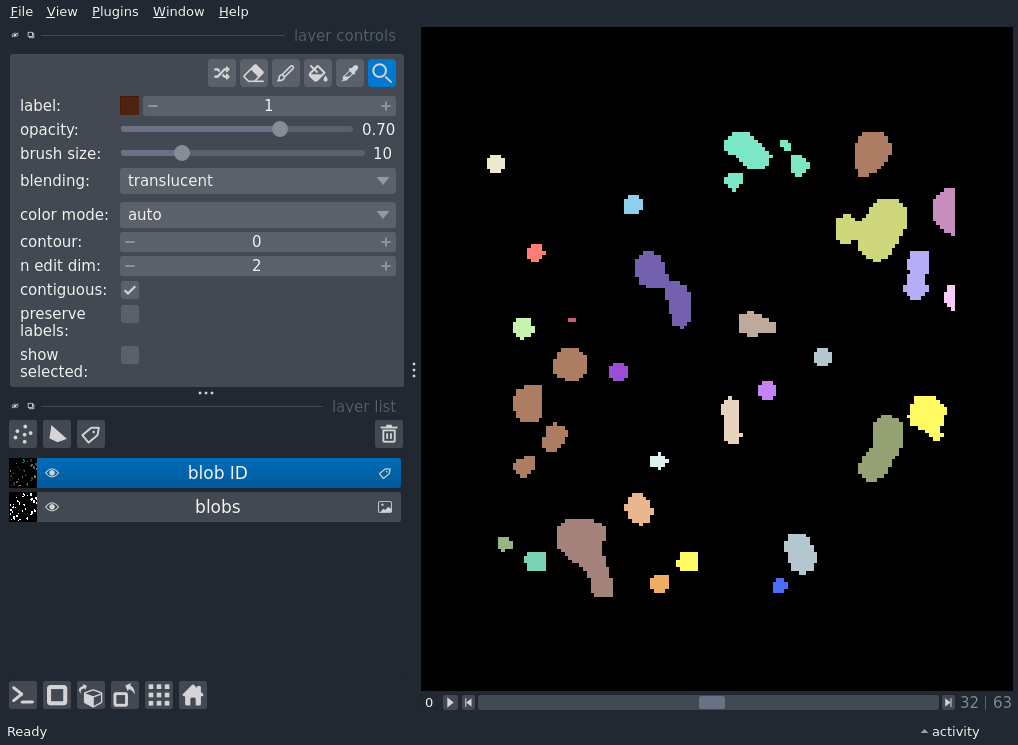 File View Plugins Window Help
layer controls
label: 1
opacity: 0.70
brush size: 10
blending: translucent
color mode: auto
contour: 0
n edit dim: 2
contiguous:
preserve
labels:
show
selected:
layer list
blob ID
blobs
0 32 | 63
Ready activity